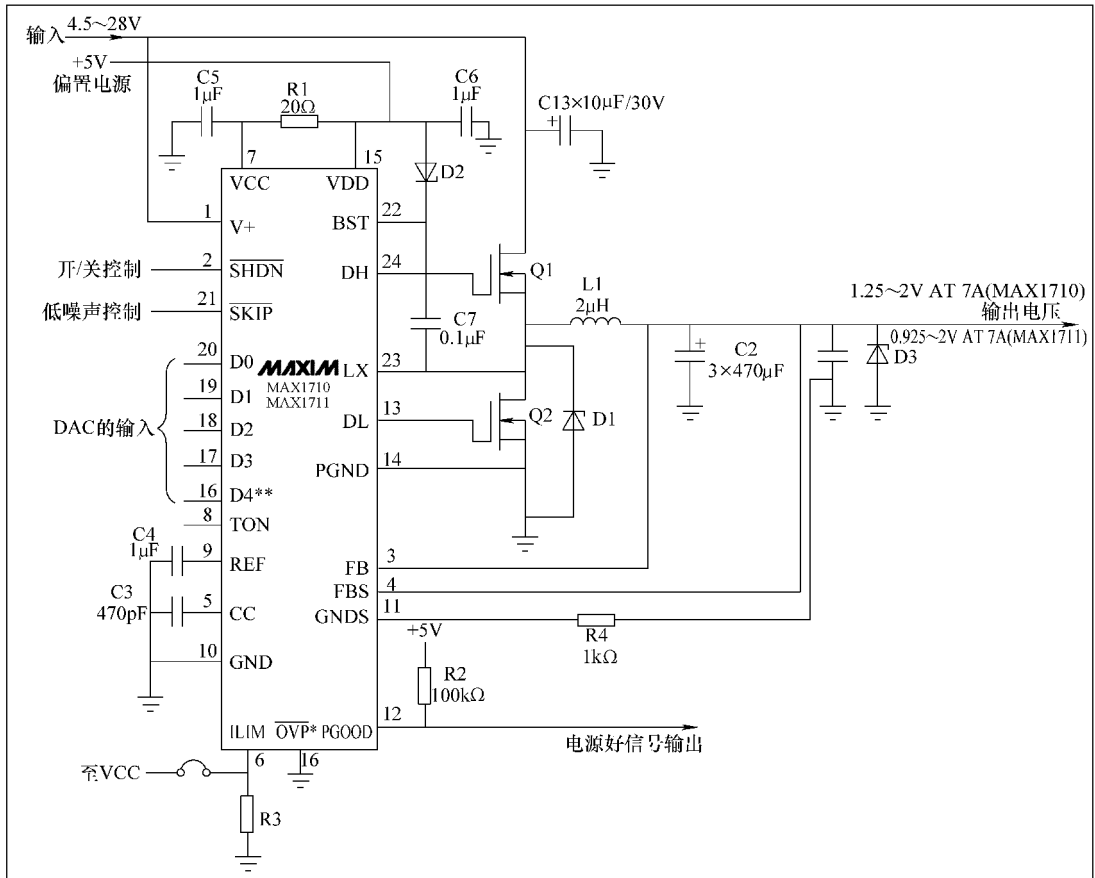 输入 4.5~28V
+5V
偏置电源
C5
1μF
R1
20Ω
C6
1μF
C13×10μF/30V
+
7
15
VCC
VDD
D2
1
V+
BST
22
开/关控制
2
SHDN
DH
24
Q1
低噪声控制
21
SKIP
C7
0.1μF
L1
2μH
1.25~2V AT 7A(MAX1710)
输出电压
0.925~2V AT 7A(MAX1711)
20
D0
MAXIM
MAX1710
MAX1711
LX
23
+
C2
3×470μF
D3
19
D1
DAC的输入
18
D2
DL
13
Q2
D1
17
D3
PGND
14
16
D4**
8
TON
C4
1μF
9
REF
FB
3
FBS
4
C3
470pF
5
CC
GNDS
11
R4
1kΩ
+5V
10
GND
R2
100kΩ
12
ILIM
OVP*
PGOOD
电源好信号输出
6
16
至VCC
R3